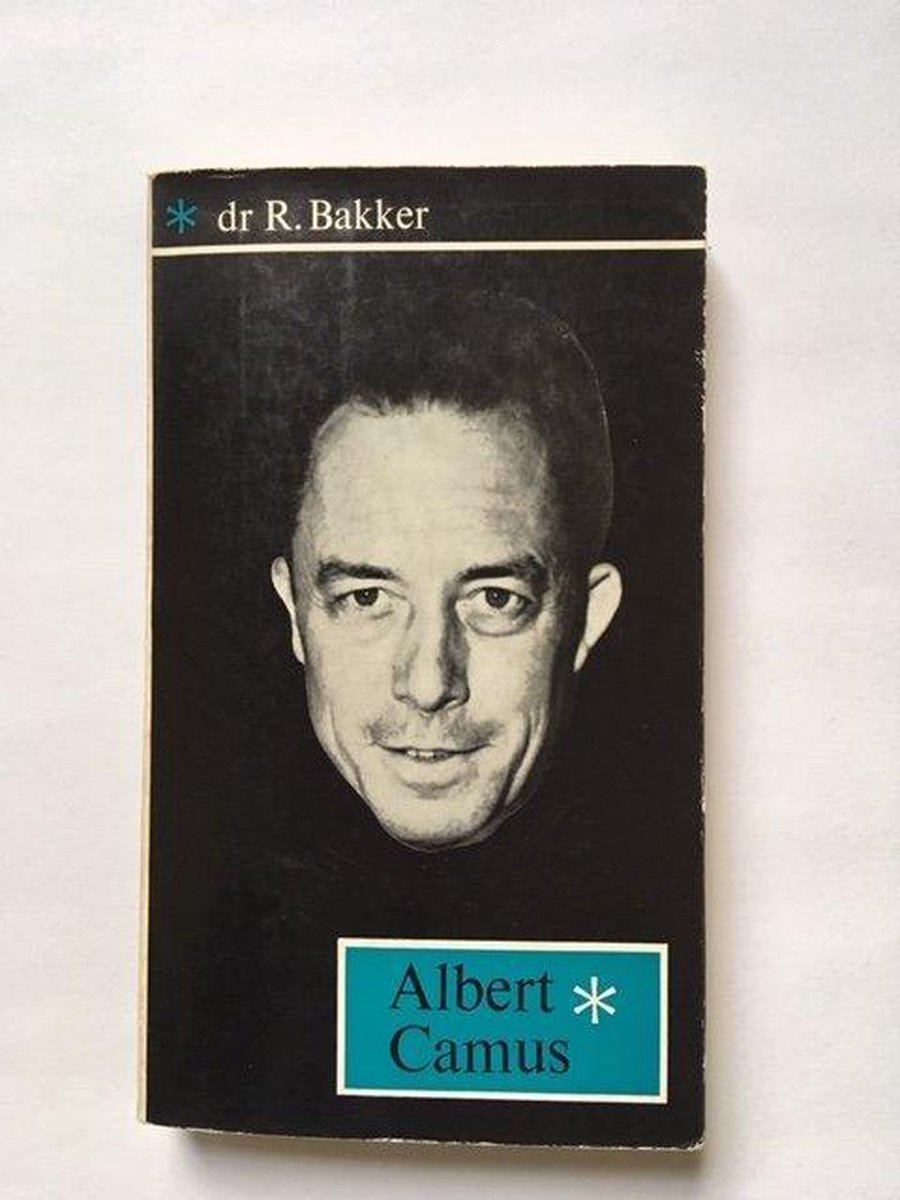 * dr R. Bakker
Albert *
Camus